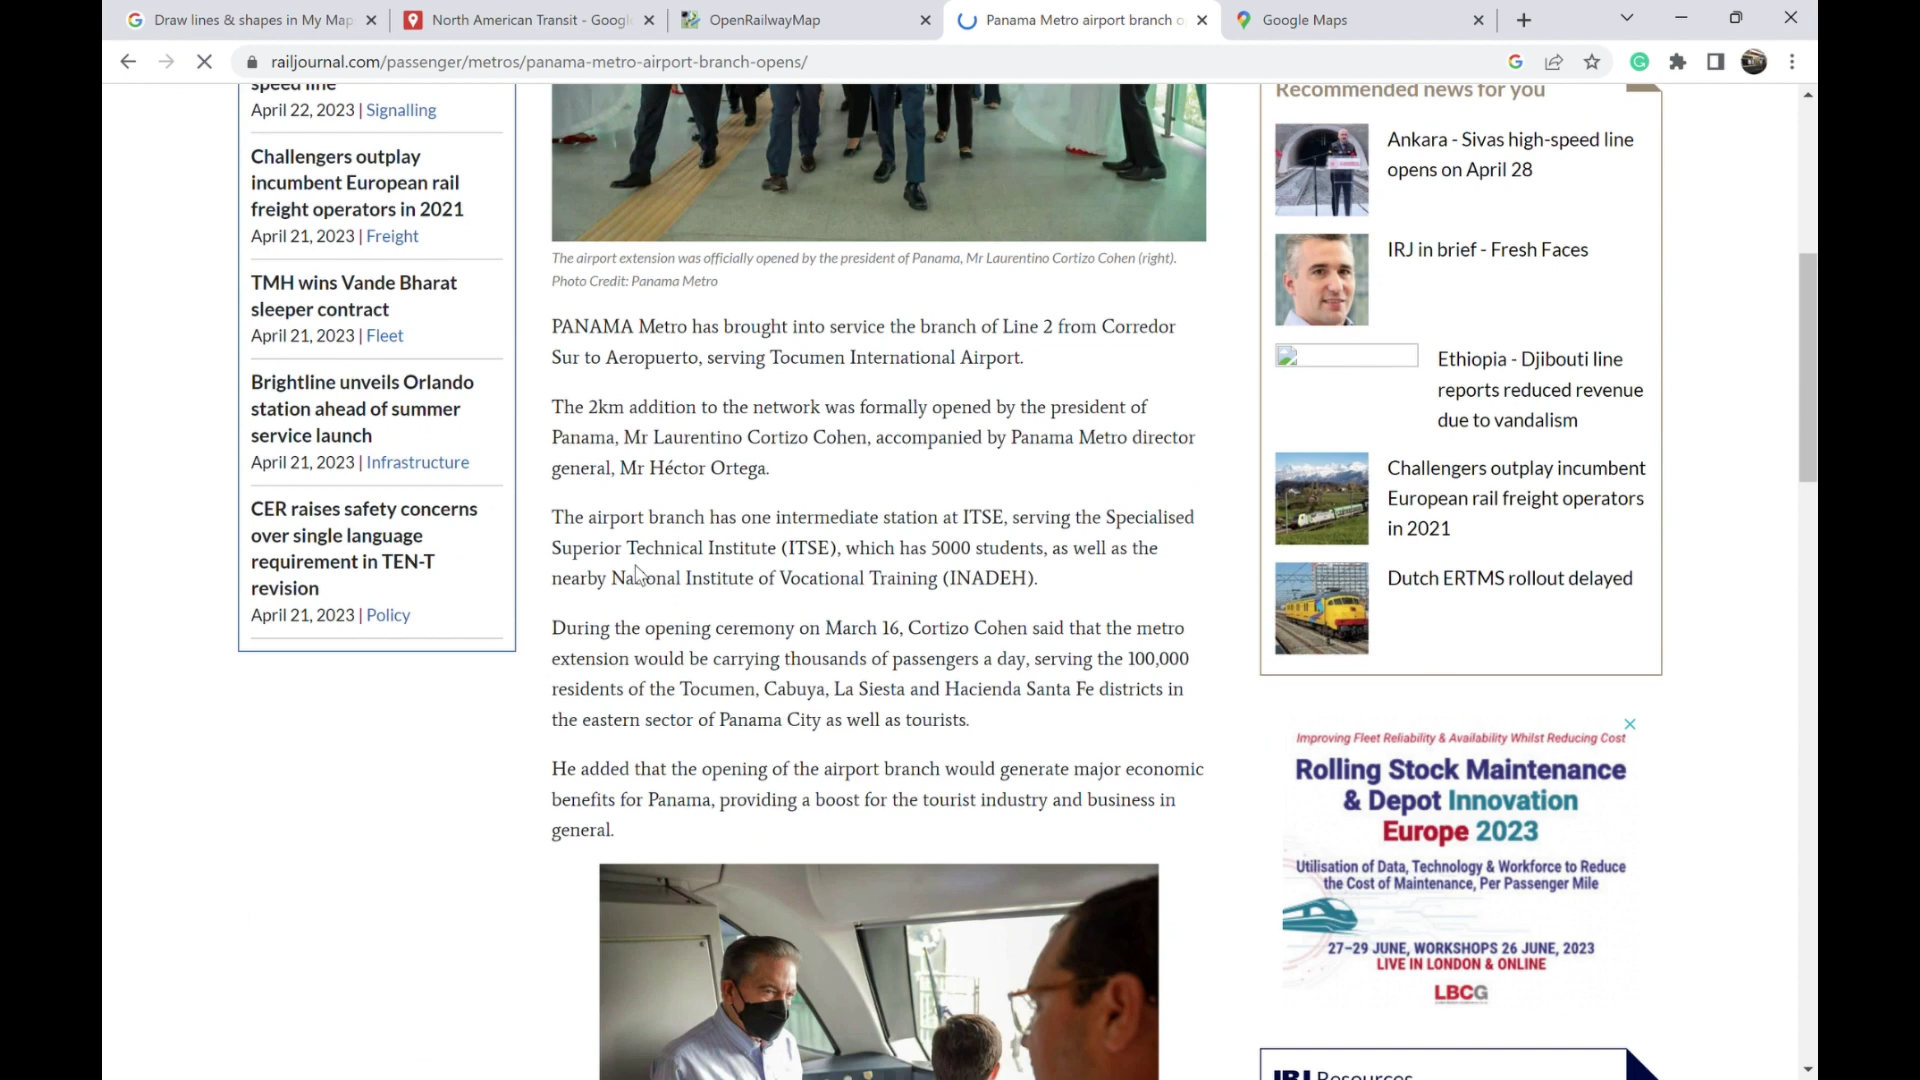 Draw lines & shapes in My Map
North American Transit - Googl
OpenRailwayMap
Panama Metro airport branch o
Google Maps
railjournal.com/passenger/metros/panama-metro-airport-branch-opens/
speed line
April 22, 2023 | Signalling
Challengers outplay
incumbent European rail
freight operators in 2021
April 21, 2023 | Freight
TMH wins Vande Bharat
sleeper contract
April 21, 2023 | Fleet
Brightline unveils Orlando
station ahead of summer
service launch
April 21, 2023 | Infrastructure
CER raises safety concerns
over single language
requirement in TEN-T
revision
April 21, 2023 | Policy
The airport extension was officially opened by the president of Panama, Mr Laurentino Cortizo Cohen (right).
Photo Credit: Panama Metro
PANAMA Metro has brought into service the branch of Line 2 from Corredor
Sur to Aeropuerto, serving Tocumen International Airport.
The 2km addition to the network was formally opened by the president of
Panama, Mr Laurentino Cortizo Cohen, accompanied by Panama Metro director
general, Mr Héctor Ortega.
The airport branch has one intermediate station at ITSE, serving the Specialised
Superior Technical Institute (ITSE), which has 5000 students, as well as the
nearby National Institute of Vocational Training (INADEH).
During the opening ceremony on March 16, Cortizo Cohen said that the metro
extension would be carrying thousands of passengers a day, serving the 100,000
residents of the Tocumen, Cabuya, La Siesta and Hacienda Santa Fe districts in
the eastern sector of Panama City as well as tourists.
He added that the opening of the airport branch would generate major economic
benefits for Panama, providing a boost for the tourist industry and business in
general.
Recommended news for you
Ankara - Sivas high-speed line
opens on April 28
IRJ in brief - Fresh Faces
Ethiopia - Djibouti line
reports reduced revenue
due to vandalism
Challengers outplay incumbent
European rail freight operators
in 2021
Dutch ERTMS rollout delayed
Improving Fleet Reliability & Availability Whilst Reducing Cost
Rolling Stock Maintenance
& Depot Innovation
Europe 2023
Utilisation of Data, Technology & Workforce to Reduce
the Cost of Maintenance, Per Passenger Mile
27-29 JUNE, WORKSHOPS 26 JUNE, 2023
LIVE IN LONDON & ONLINE
LBCG
IRJ Resources